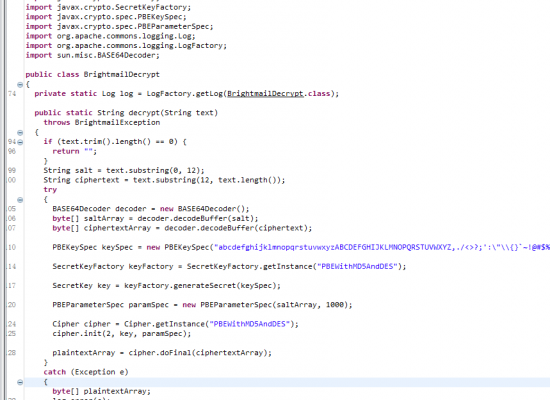 import javax.crypto.SecretKeyFactory;
import javax.crypto.spec.PBEKeySpec;
import javax.crypto.spec.PBEParameterSpec;
import org.apache.commons.logging.Log;
import org.apache.commons.logging.LogFactory;
import sun.misc.BASE64Decoder;
public class BrightmailDecrypt
{
74 private static Log log = LogFactory.getLog(BrightmailDecrypt.class);
public static String decrypt(String text)
throws BrightmailException
{
94 if (text.trim().length() == 0) {
96 return "";
}
99 String salt = text.substring(0, 12);
00 String ciphertext = text.substring(12, text.length());
try
{
05 BASE64Decoder decoder = new BASE64Decoder();
06 byte[] saltArray = decoder.decodeBuffer(salt);
07 byte[] ciphertextArray = decoder.decodeBuffer(ciphertext);
10 PBEKeySpec keySpec = new PBEKeySpec("abcdefghijklmnopqrstuvwxyzABCDEFGHIJKLMNOPQRSTUVWXYZ,./<>?;':\"\\{}`~!@#$%
14 SecretKeyFactory keyFactory = SecretKeyFactory.getInstance("PBEWithMD5AndDES");
17 SecretKey key = keyFactory.generateSecret(keySpec);
20 PBEParameterSpec paramSpec = new PBEParameterSpec(saltArray, 1000);
24 Cipher cipher = Cipher.getInstance("PBEWithMD5AndDES");
25 cipher.init(2, key, paramSpec);
28 plaintextArray = cipher.doFinal(ciphertextArray);
}
catch (Exception e)
{
byte[] plaintextArray;